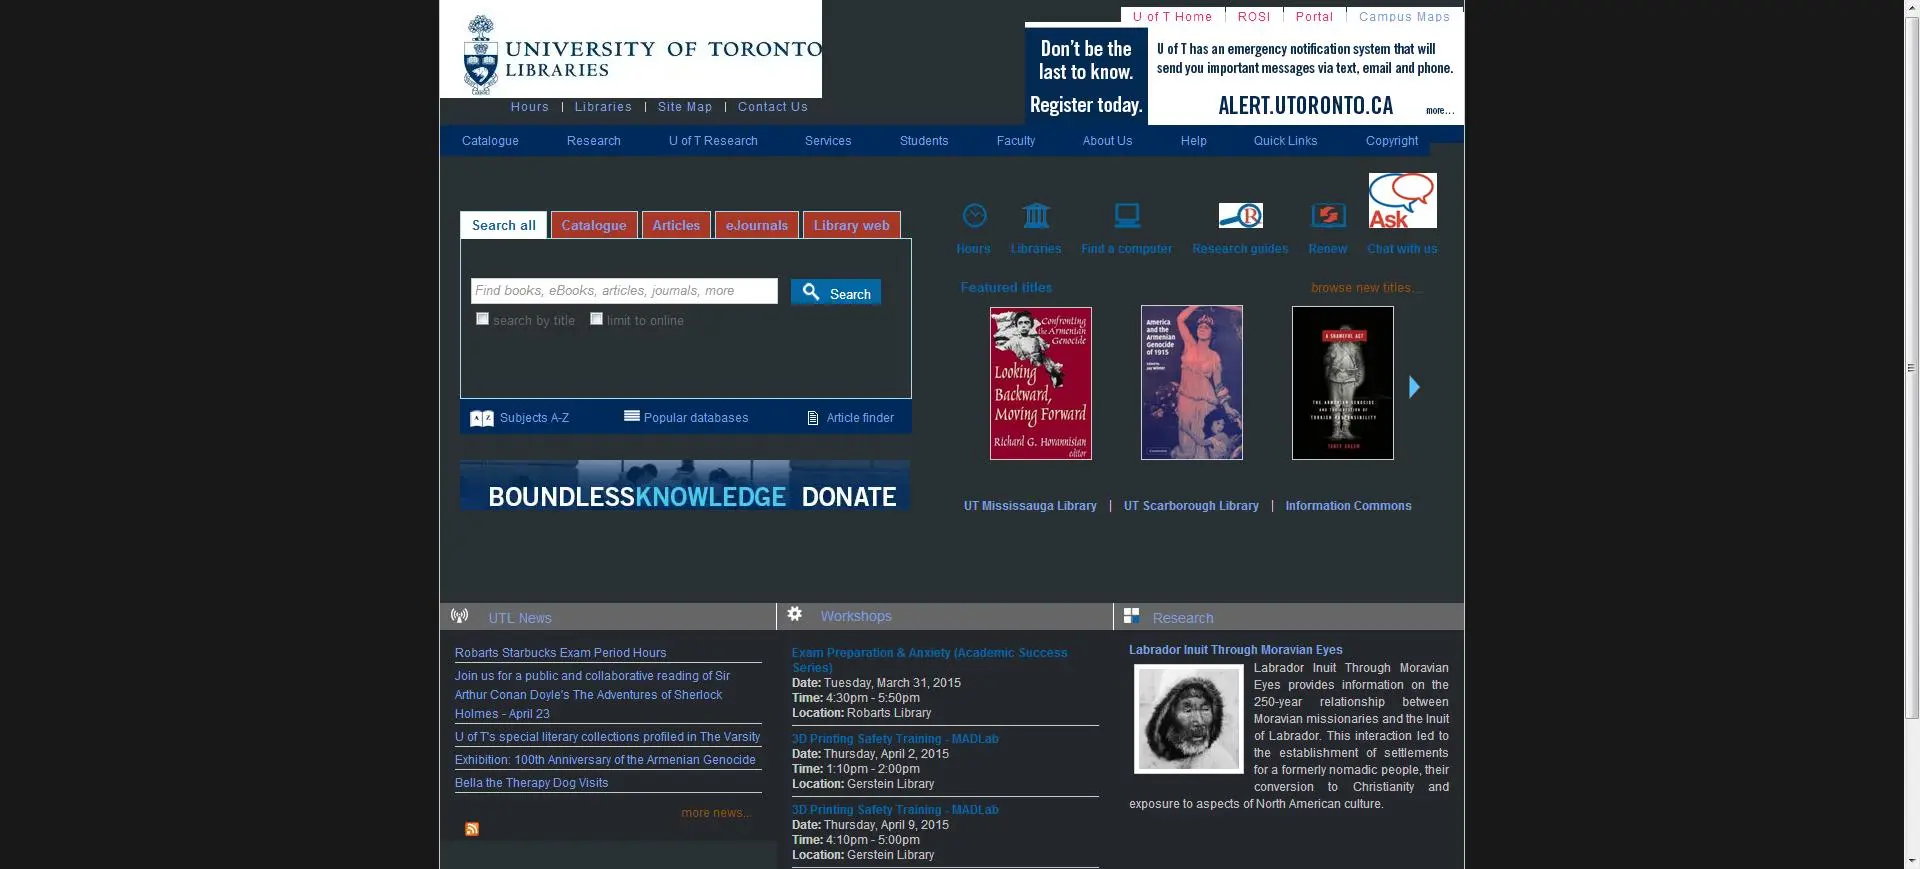 UNIVERSITY OF TORONTO
LIBRARIES
Hours | Libraries | Site Map | Contact Us
U of T Home | ROSI | Portal | Campus Maps
Don't be the
last to know.
Register today.
U of T has an emergency notification system that will
send you important messages via text, email and phone.
ALERT.UTORONTO.CA
more...
Catalogue Research U of T Research Services Students Faculty About Us Help Quick Links Copyright
Search all Catalogue Articles eJournals Library web
Find books, eBooks, articles, journals, more
Search
search by title limit to online
Subjects A-Z Popular databases Article finder
BOUNDLESSKNOWLEDGE DONATE
Ask
Hours Libraries Find a computer Research guides Renew Chat with us
Featured titles
browse new titles...
Confronting
the Armenian
Genocide
Looking
Backward,
Moving Forward
Richard G. Hovannisian
editor
America
and the
Armenian
Genocide
of 1915
Edited by
Jay Winter
A SHAMEFUL ACT
THE ARMENIAN GENOCIDE
AND THE QUESTION OF
TURKISH RESPONSIBILITY
TANER AKÇAM
UT Mississauga Library | UT Scarborough Library | Information Commons
UTL News
Robarts Starbucks Exam Period Hours
Join us for a public and collaborative reading of Sir
Arthur Conan Doyle's The Adventures of Sherlock
Holmes - April 23
U of T's special literary collections profiled in The Varsity
Exhibition: 100th Anniversary of the Armenian Genocide
Bella the Therapy Dog Visits
more news...
Workshops
Exam Preparation & Anxiety (Academic Success
Series)
Date: Tuesday, March 31, 2015
Time: 4:30pm - 5:50pm
Location: Robarts Library
3D Printing Safety Training - MADLab
Date: Thursday, April 2, 2015
Time: 1:10pm - 2:00pm
Location: Gerstein Library
3D Printing Safety Training - MADLab
Date: Thursday, April 9, 2015
Time: 4:10pm - 5:00pm
Location: Gerstein Library
Research
Labrador Inuit Through Moravian Eyes
Labrador Inuit Through Moravian
Eyes provides information on the
250-year relationship between
Moravian missionaries and the Inuit
of Labrador. This interaction led to
the establishment of settlements
for a formerly nomadic people, their
conversion to Christianity and
exposure to aspects of North American culture.